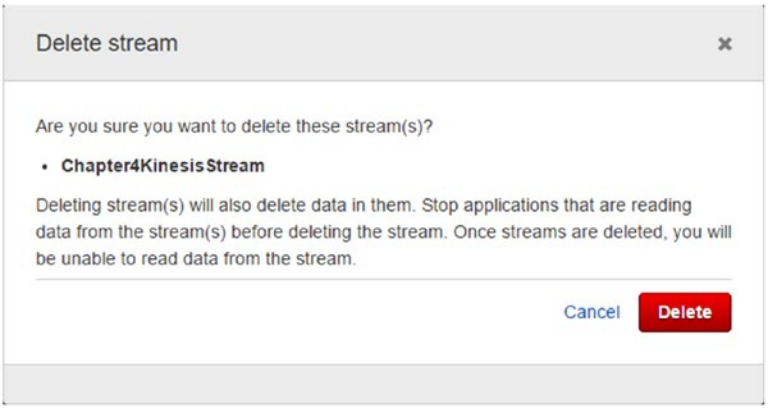 Delete stream ✖
Are you sure you want to delete these stream(s)?
• Chapter4KinesisStream
Deleting stream(s) will also delete data in them. Stop applications that are reading
data from the stream(s) before deleting the stream. Once streams are deleted, you will
be unable to read data from the stream.
Cancel Delete